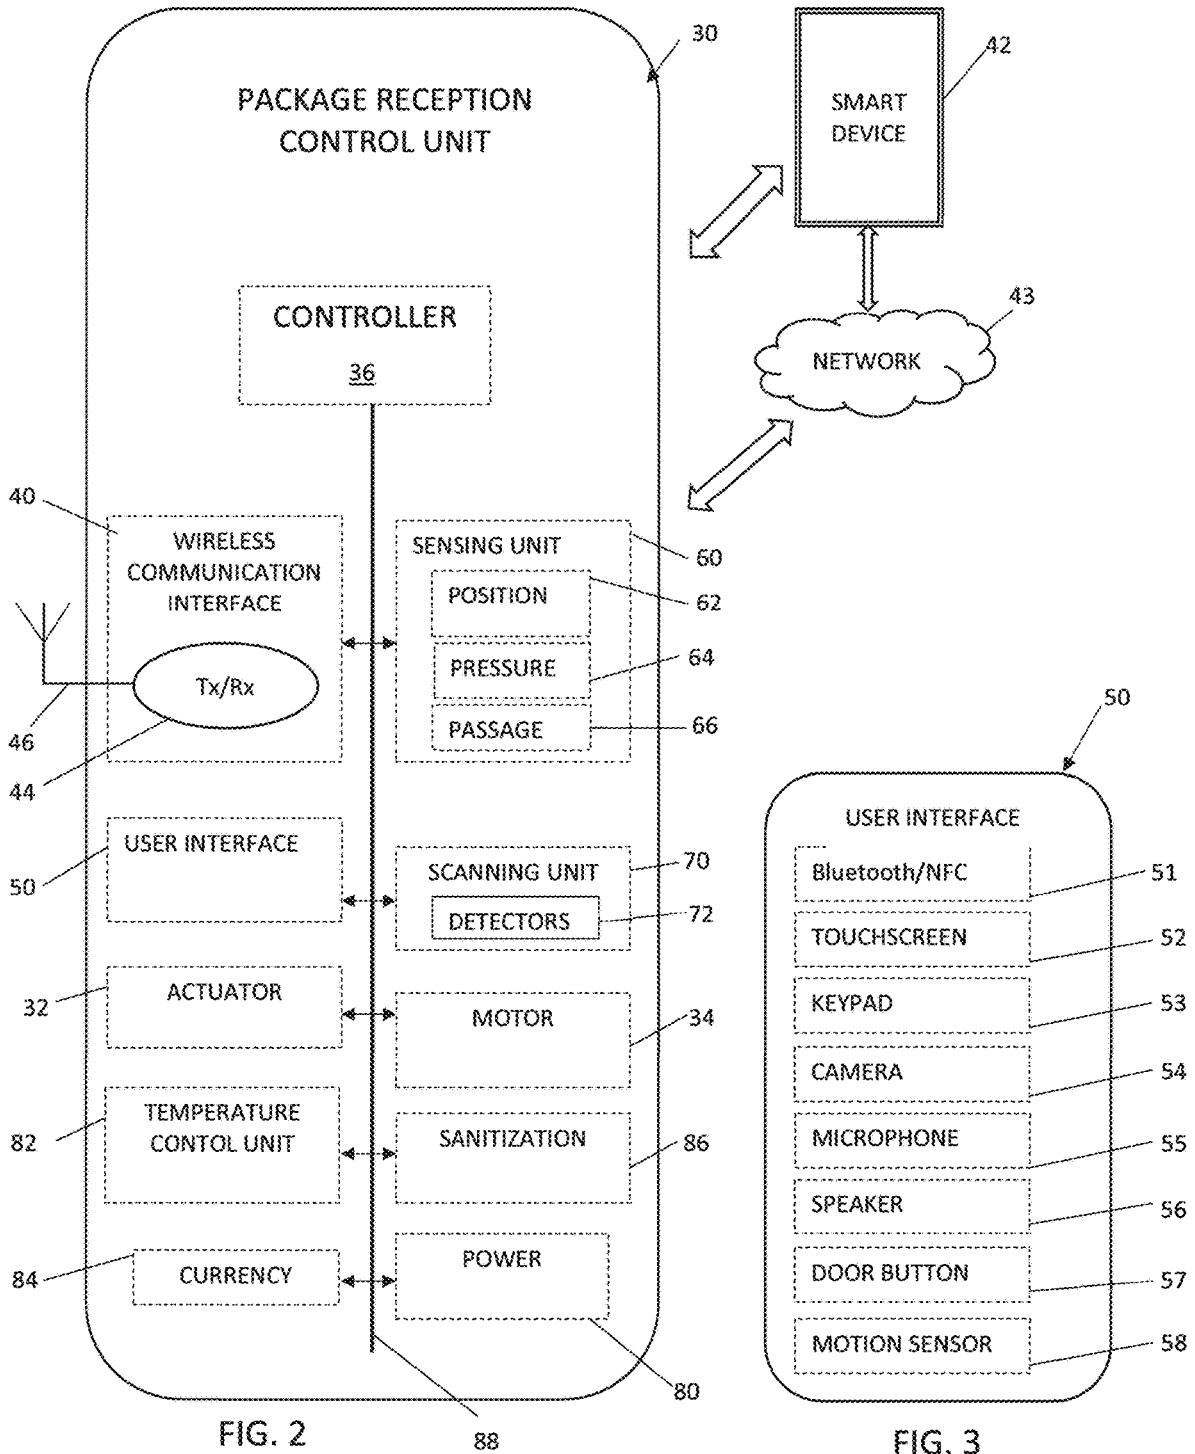 30
PACKAGE RECEPTION
CONTROL UNIT
42
SMART
DEVICE
43
NETWORK
CONTROLLER
36
40
WIRELESS
COMMUNICATION
INTERFACE
Tx/Rx
46
44
SENSING UNIT
60
POSITION
62
PRESSURE
64
PASSAGE
66
USER INTERFACE
50
SCANNING UNIT
70
DETECTORS
72
ACTUATOR
32
MOTOR
34
TEMPERATURE
CONTOL UNIT
82
SANITIZATION
86
CURRENCY
84
POWER
80
88
FIG. 2
50
USER INTERFACE
Bluetooth/NFC
51
TOUCHSCREEN
52
KEYPAD
53
CAMERA
54
MICROPHONE
55
SPEAKER
56
DOOR BUTTON
57
MOTION SENSOR
58
FIG. 3